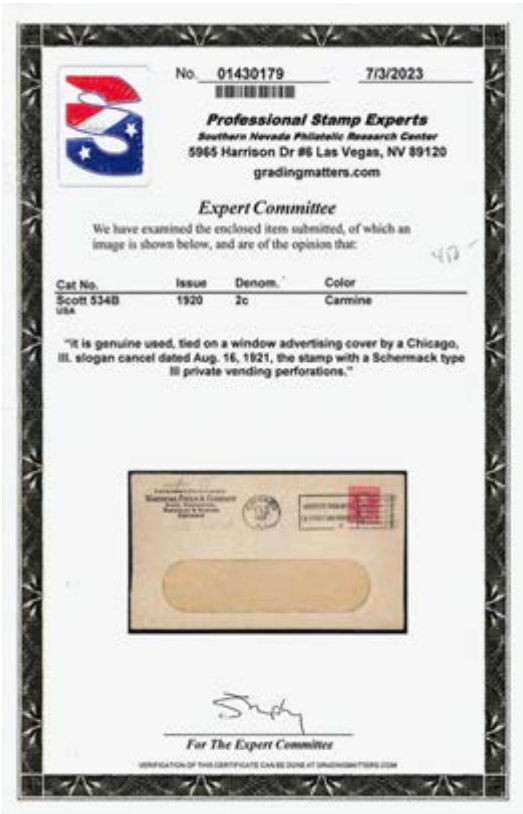 No. 01430179 7/3/2023
Professional Stamp Experts
Southern Nevada Philatelic Research Center
5965 Harrison Dr #6 Las Vegas, NV 89120
gradingmatters.com
Expert Committee
We have examined the enclosed item submitted, of which an
image is shown below, and are of the opinion that:
Cat No. Issue Denom. Color
Scott 534B 1920 2c Carmine
USA
"it is genuine used, tied on a window advertising cover by a Chicago,
Ill. slogan cancel dated Aug. 16, 1921, the stamp with a Schermack type
III private vending perforations."
Marshall Field & Company
Chicago
For The Expert Committee
VERIFICATION OF THIS CERTIFICATE CAN BE DONE AT GRADINGMATTERS.COM